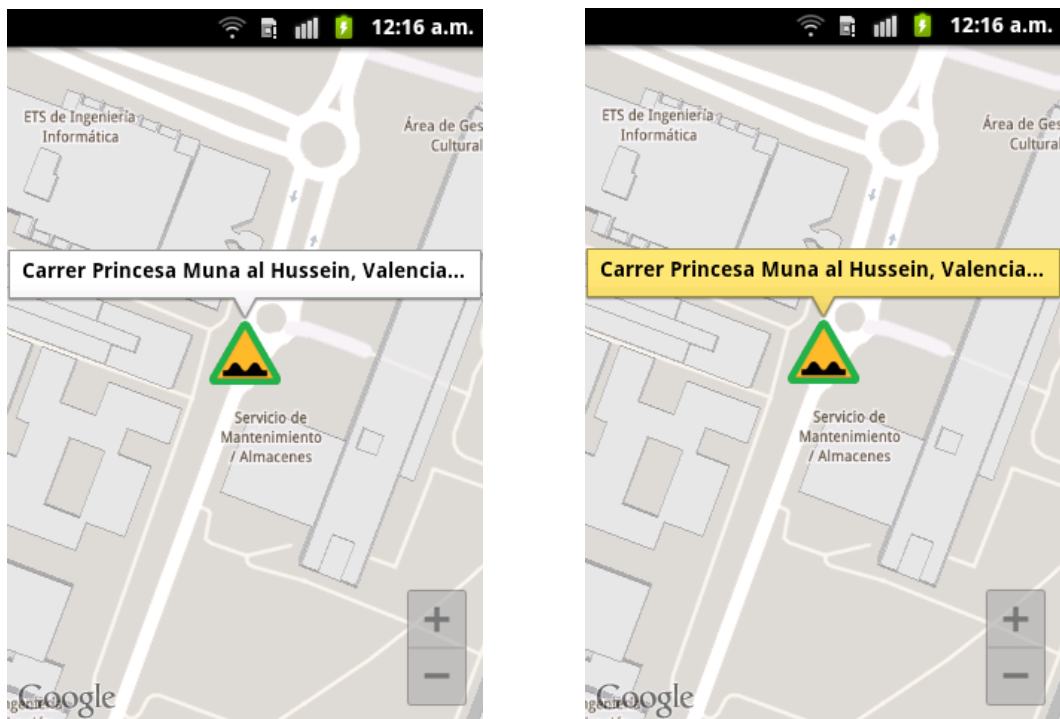 12:16 a.m.
ETS de Ingeniería
Informática
Área de Ges
Cultural
Carrer Princesa Muna al Hussein, Valencia...
Servicio de
Mantenimiento
/ Almacenes
+
−
Google
12:16 a.m.
ETS de Ingeniería
Informática
Área de Ges
Cultural
Carrer Princesa Muna al Hussein, Valencia...
Servicio de
Mantenimiento
/ Almacenes
+
−
Google